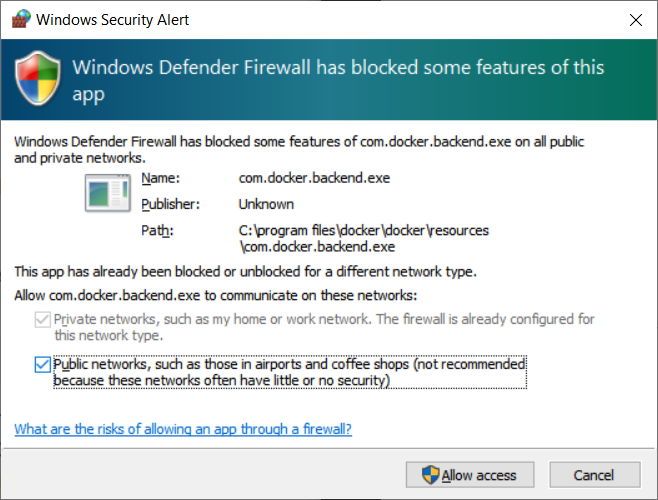 Windows Security Alert
Windows Defender Firewall has blocked some features of this
app
Windows Defender Firewall has blocked some features of com.docker.backend.exe on all public
and private networks.
Name: com.docker.backend.exe
Publisher: Unknown
Path: C:\program files\docker\docker\resources
\com.docker.backend.exe
This app has already been blocked or unblocked for a different network type.
Allow com.docker.backend.exe to communicate on these networks:
Private networks, such as my home or work network. The firewall is already configured for
this network type.
Public networks, such as those in airports and coffee shops (not recommended
because these networks often have little or no security)
What are the risks of allowing an app through a firewall?
Allow access Cancel